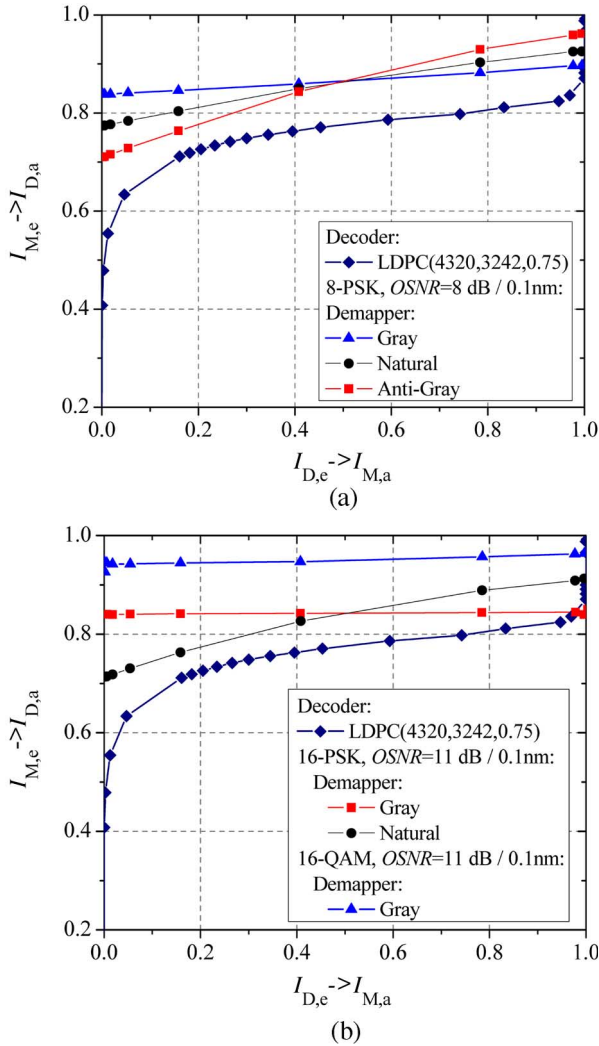 1.0
0.8
0.6
0.4
0.2
0.0 0.2 0.4 0.6 0.8 1.0
I_M,e->I_D,a
I_D,e->I_M,a
Decoder:
LDPC(4320,3242,0.75)
8-PSK, OSNR=8 dB / 0.1nm:
Demapper:
Gray
Natural
Anti-Gray
(a)
1.0
0.8
0.6
0.4
0.2
0.0 0.2 0.4 0.6 0.8 1.0
I_M,e->I_D,a
I_D,e->I_M,a
Decoder:
LDPC(4320,3242,0.75)
16-PSK, OSNR=11 dB / 0.1nm:
Demapper:
Gray
Natural
16-QAM, OSNR=11 dB / 0.1nm:
Demapper:
Gray
(b)